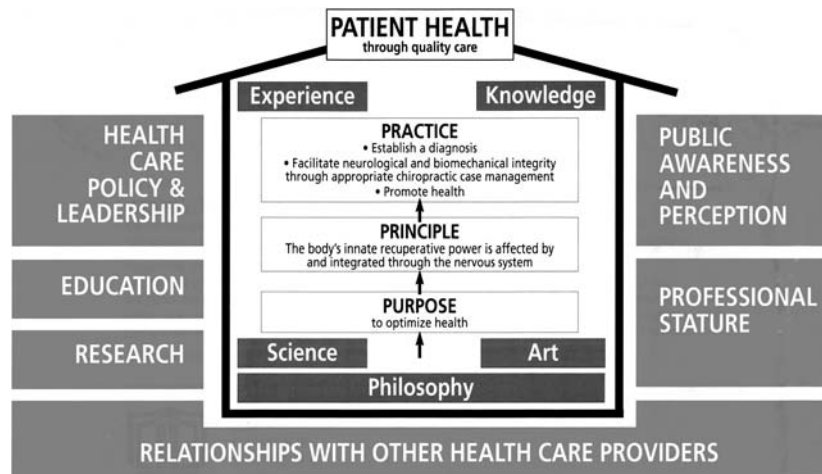 PATIENT HEALTH
through quality care
Experience
Knowledge
HEALTH
CARE
POLICY &
LEADERSHIP
EDUCATION
RESEARCH
PRACTICE
• Establish a diagnosis
• Facilitate neurological and biomechanical integrity
through appropriate chiropractic case management
• Promote health
PRINCIPLE
The body's innate recuperative power is affected by
and integrated through the nervous system
PURPOSE
to optimize health
Science
Art
Philosophy
PUBLIC
AWARENESS
AND
PERCEPTION
PROFESSIONAL
STATURE
RELATIONSHIPS WITH OTHER HEALTH CARE PROVIDERS